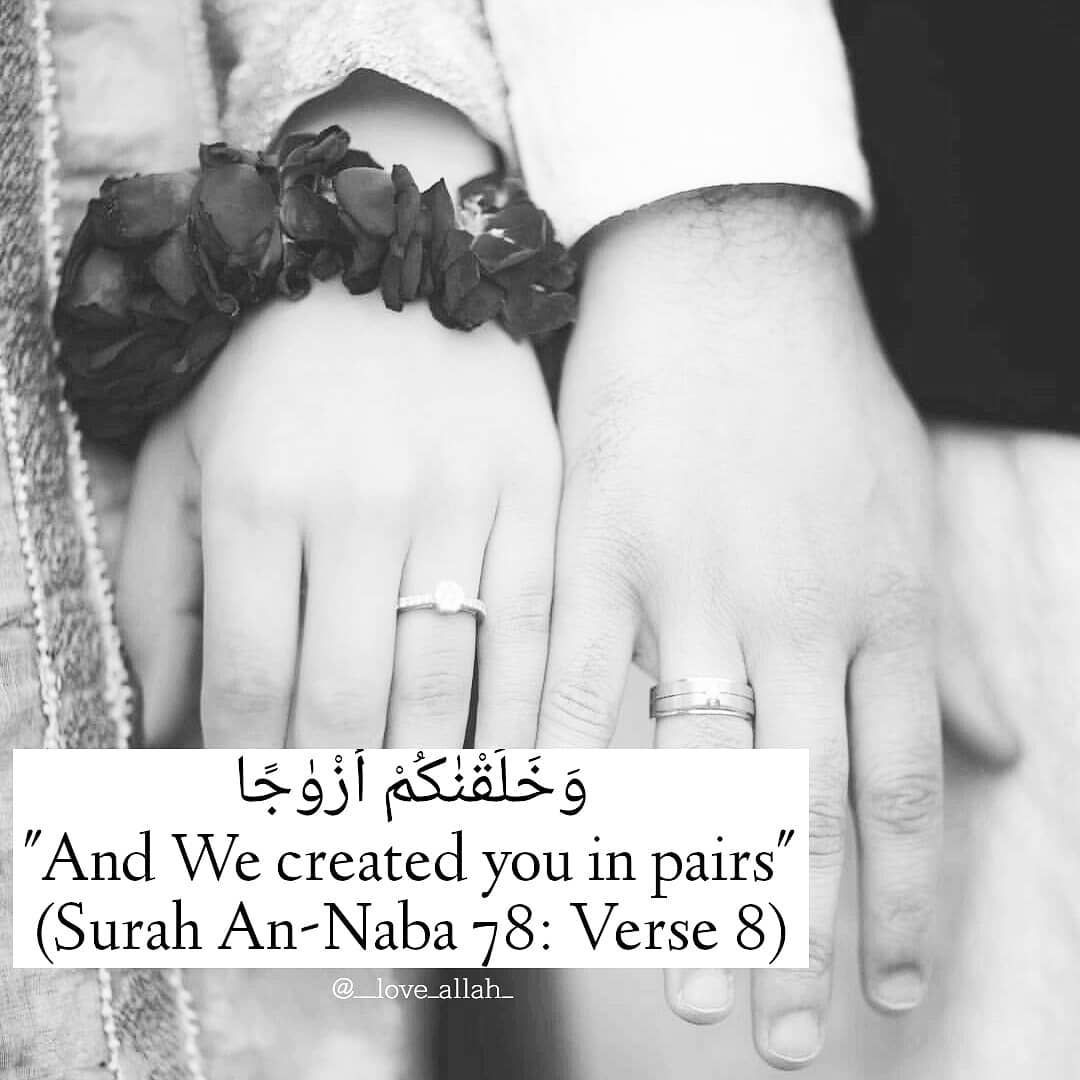 وَخَلَقْنٰكُمْ اَزْوٰجًا
"And We created you in pairs"
(Surah An-Naba 78: Verse 8)
@__love_allah_